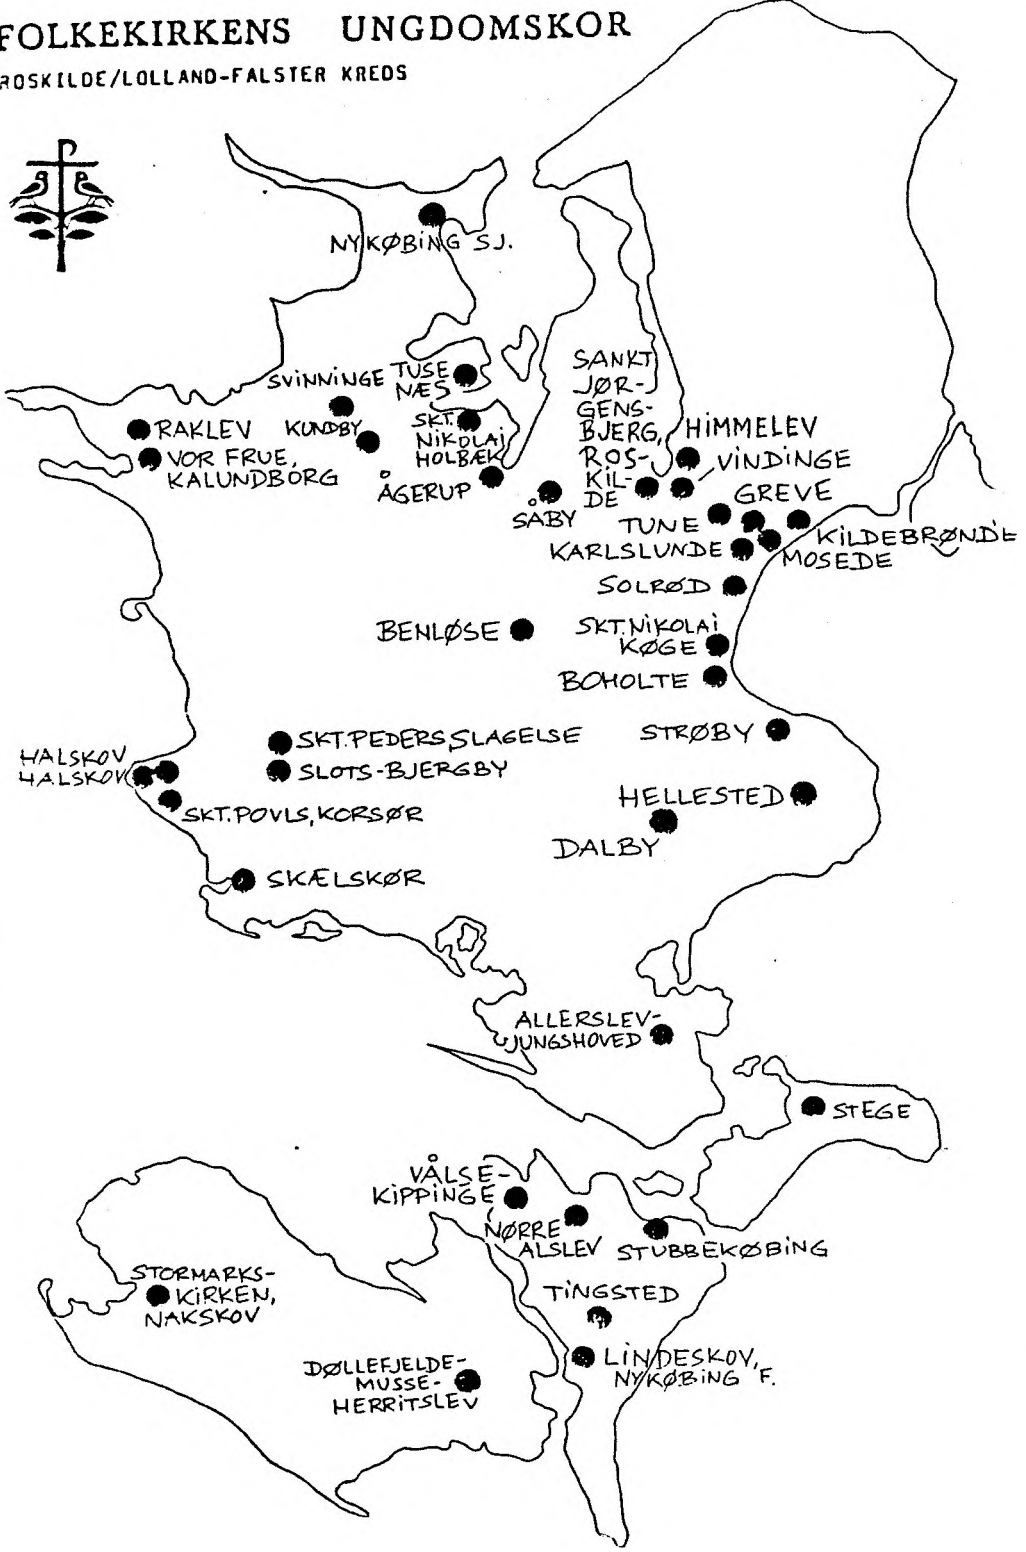 FOLKEKIRKENS UNGDOMSKOR
ROSKILDE/LOLLAND-FALSTER KREDS
NYKØBING SJ.
SVINNINGE
TUSE
NÆS
KUNDBY
SKT.
NIKOLAI
HOLBÆK
RAKLEV
VOR FRUE,
KALUNDBORG
ÅGERUP
SÅBY
SANKT
JØR-
GENS-
BJERG,
ROS-
KIL-
DE
HIMMELEV
VINDINGE
GREVE
TUNE
KILDEBRØNDE
KARLSLUNDE
MOSEDE
SOLRØD
BENLØSE
SKT. NIKOLAI
KØGE
BOHOLTE
SKT. PEDERS, SLAGELSE
STRØBY
HALSKOV
HALSKOV
SLOTS-BJERGBY
SKT. POVLS, KORSØR
HELLESTED
DALBY
SKÆLSKØR
ALLERSLEV-
JUNGSHOVED
STEGE
VÅLSE-
KIPPINGE
NØRRE
ALSLEV
STUBBEKØBING
STORMARKS-
KIRKEN,
NAKSKOV
TINGSTED
DØLLEFJELDE-
MUSSE-
HERRITSLEV
LINDESKOV,
NYKØBING F.